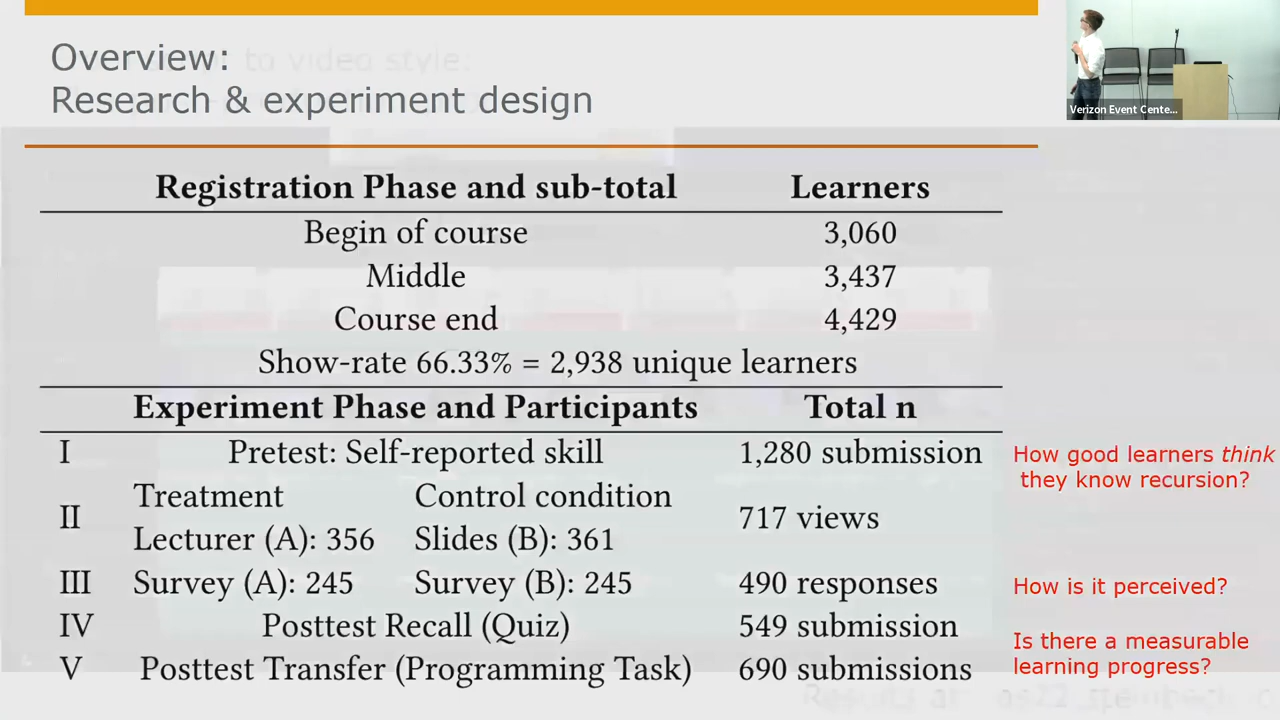 Overview:
Research & experiment design
Verizon Event Cente...
Registration Phase and sub-total Learners
Begin of course 3,060
Middle 3,437
Course end 4,429
Show-rate 66.33% = 2,938 unique learners
Experiment Phase and Participants Total n
I Pretest: Self-reported skill 1,280 submission
How good learners think
they know recursion?
Treatment Control condition
II 717 views
Lecturer (A): 356 Slides (B): 361
III Survey (A): 245 Survey (B): 245 490 responses
How is it perceived?
IV Posttest Recall (Quiz) 549 submission
V Posttest Transfer (Programming Task) 690 submissions
Is there a measurable
learning progress?
to video style: